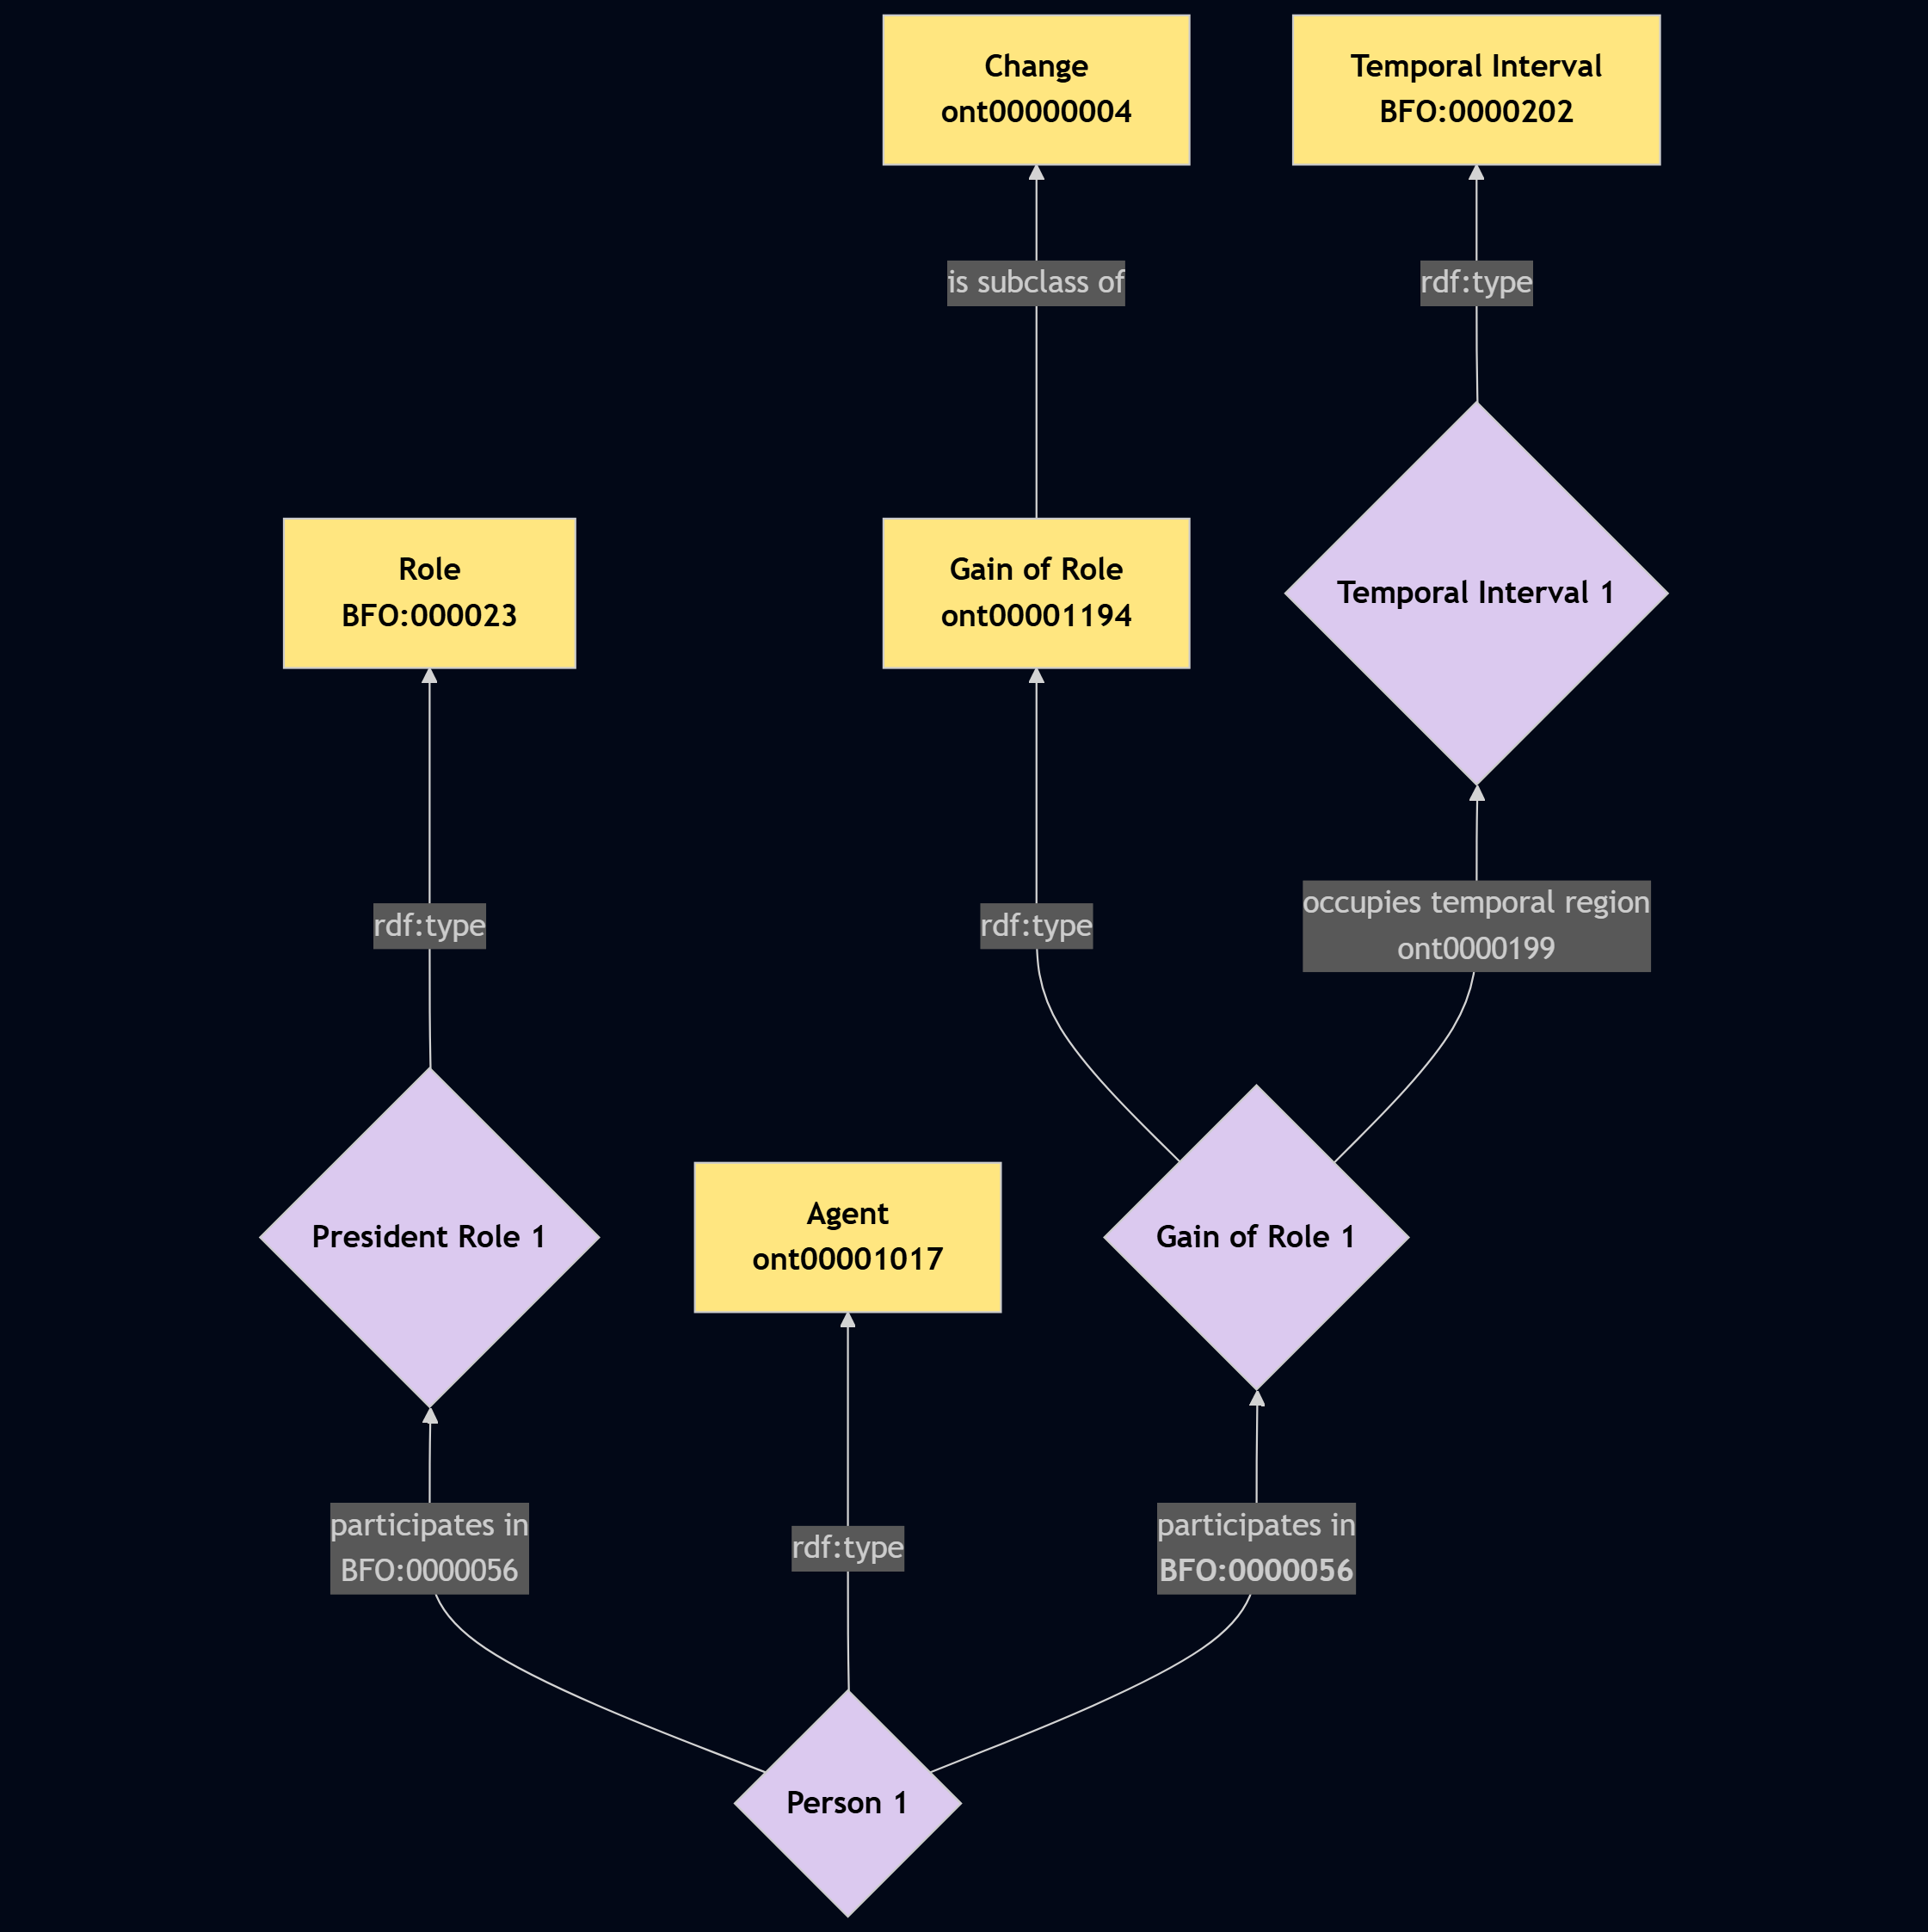 Change
ont00000004
Temporal Interval
BFO:0000202
is subclass of
rdf:type
Role
BFO:000023
Gain of Role
ont00001194
Temporal Interval 1
rdf:type
rdf:type
occupies temporal region
ont0000199
President Role 1
Agent
ont00001017
Gain of Role 1
participates in
BFO:0000056
rdf:type
participates in
BFO:0000056
Person 1